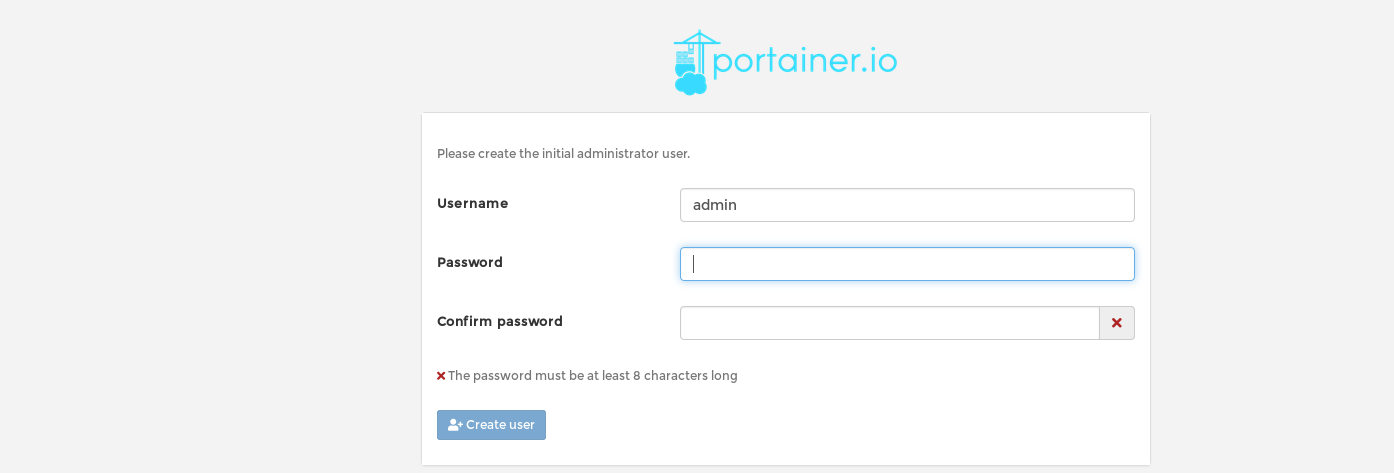 portainer.io
Please create the initial administrator user.
Username
admin
Password
Confirm password
The password must be at least 8 characters long
Create user